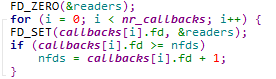 FD_ZERO(&readers);
for (i = 0; i < nr_callbacks; i++) {
FD_SET(callbacks[i].fd, &readers);
if (callbacks[i].fd >= nfds)
nfds = callbacks[i].fd + 1;
}